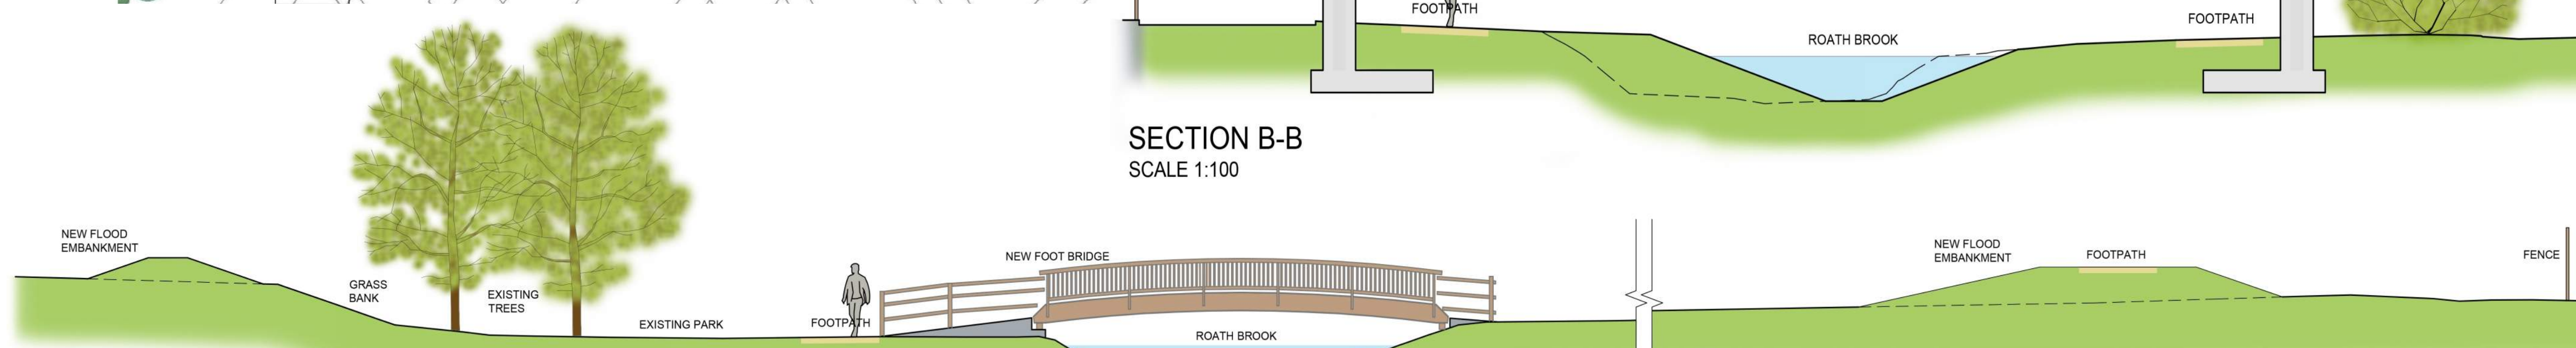 FOOTPATH
FOOTPATH
ROATH BROOK
SECTION B-B
SCALE 1:100
NEW FLOOD
EMBANKMENT
GRASS
BANK
EXISTING
TREES
EXISTING PARK
FOOTPATH
NEW FOOT BRIDGE
ROATH BROOK
NEW FLOOD
EMBANKMENT
FOOTPATH
FENCE